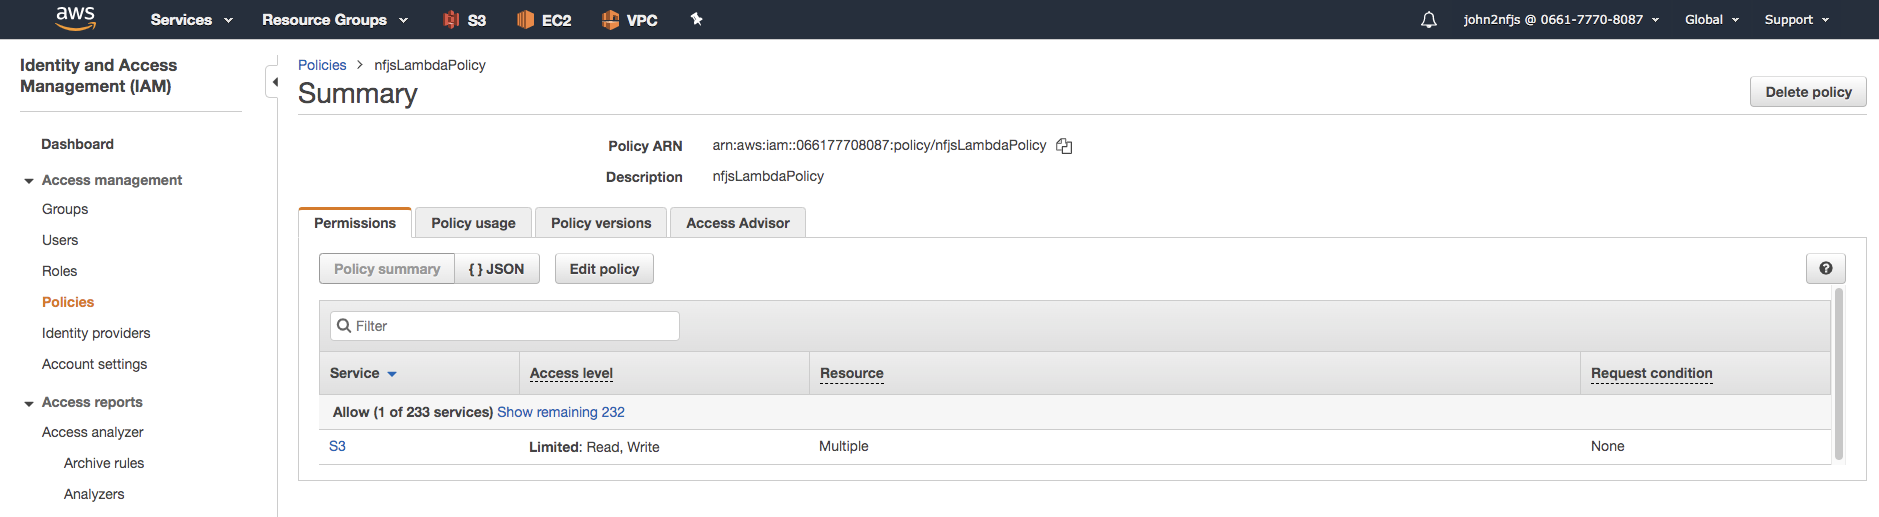 aws Services Resource Groups S3 EC2 VPC john2nfjs @ 0661-7770-8087 Global Support
Identity and Access
Management (IAM)
Dashboard
Access management
Groups
Users
Roles
Policies
Identity providers
Account settings
Access reports
Access analyzer
Archive rules
Analyzers
Policies > nfjsLambdaPolicy
Summary
Delete policy
Policy ARN arn:aws:iam::066177708087:policy/nfjsLambdaPolicy
Description nfjsLambdaPolicy
Permissions Policy usage Policy versions Access Advisor
Policy summary { } JSON Edit policy ?
Filter
Service Access level Resource Request condition
Allow (1 of 233 services) Show remaining 232
S3 Limited: Read, Write Multiple None